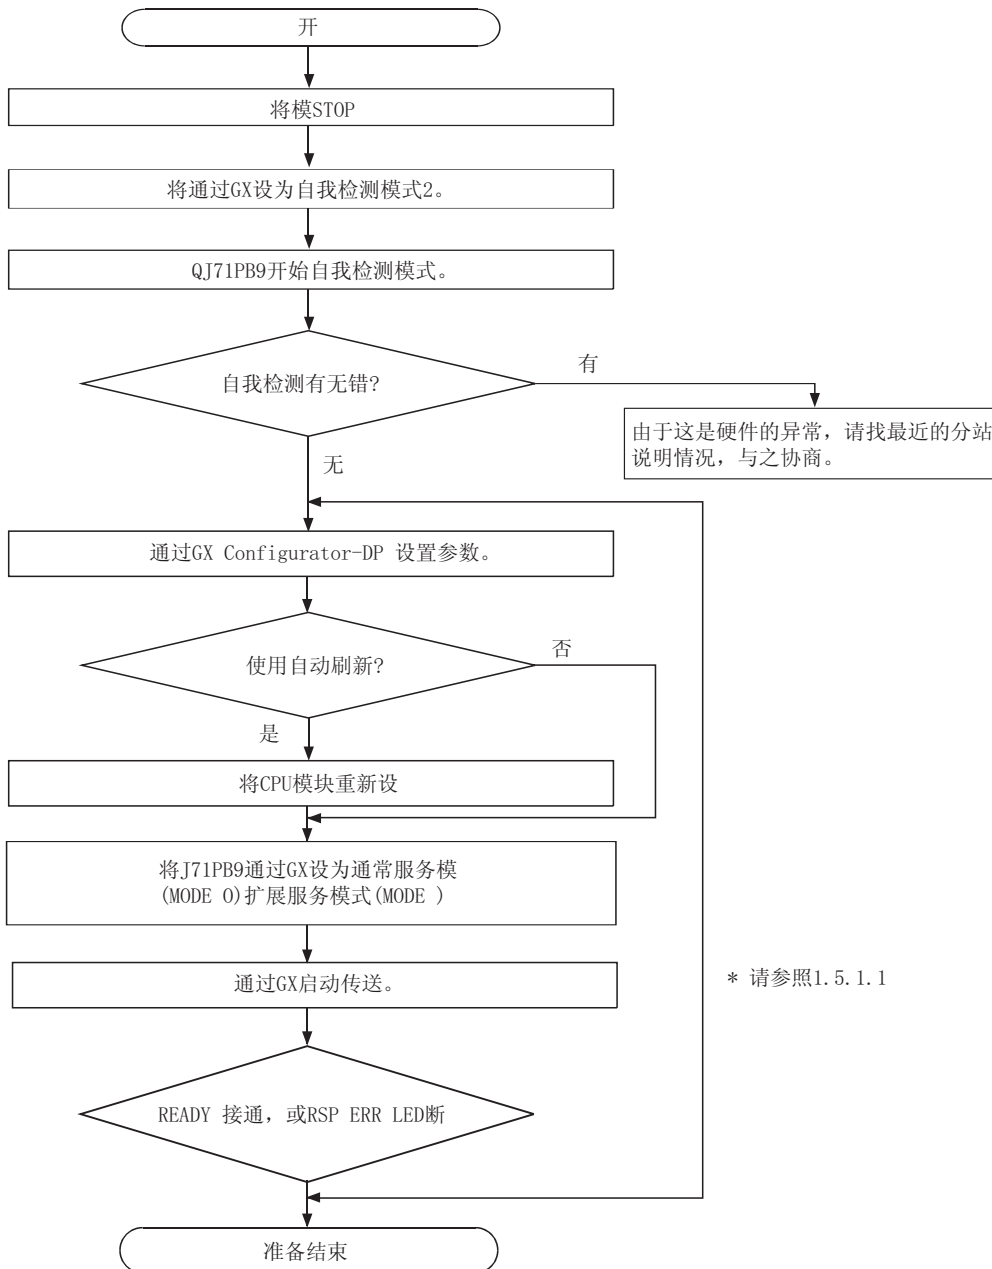 开
将模STOP
将通过GX设为自我检测模式2。
QJ71PB9开始自我检测模式。
自我检测有无错?
有
由于这是硬件的异常，请找最近的分站
说明情况，与之协商。
无
通过GX Configurator-DP 设置参数。
使用自动刷新?
否
是
将CPU模块重新设
将J71PB9通过GX设为通常服务模
(MODE 0)扩展服务模式(MODE )
通过GX启动传送。
* 请参照1.5.1.1
READY 接通，或RSP ERR LED断
准备结束